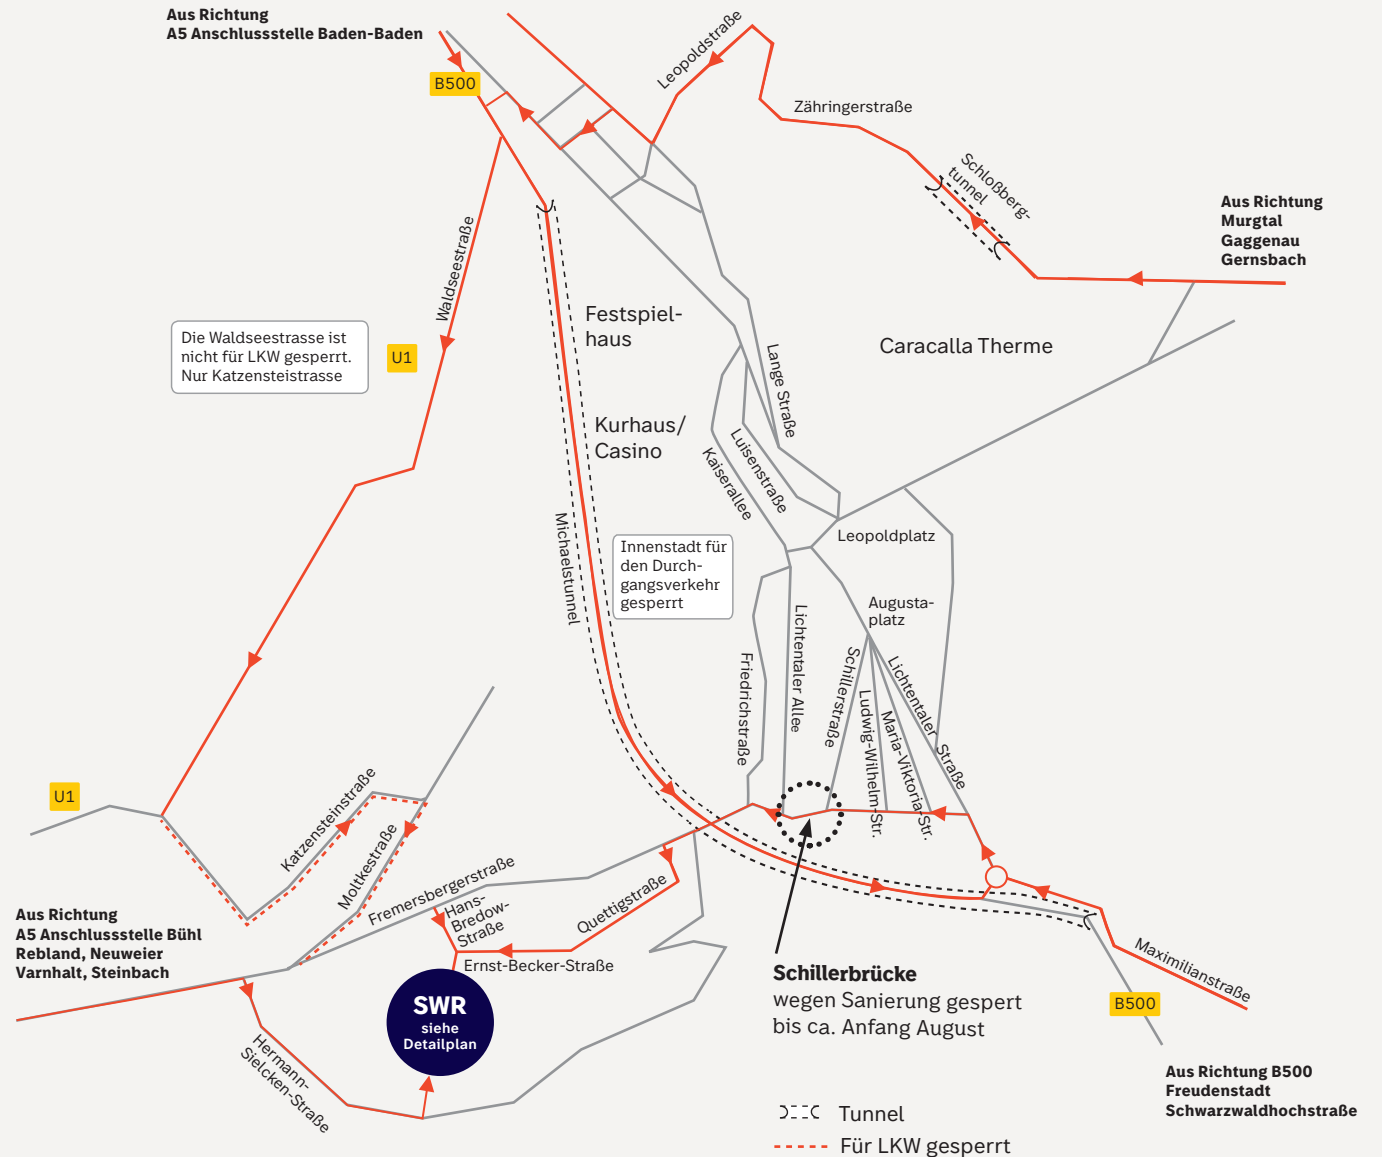 Aus Richtung
A5 Anschlussstelle Baden-Baden
B500
Leopoldstraße
Zähringerstraße
Schloßberg-
tunnel
Aus Richtung
Murgtal
Gaggenau
Gernsbach
Waldseestraße
Die Waldseestrasse ist
nicht für LKW gesperrt.
Nur Katzensteistrasse
U1
Festspiel-
haus
Caracalla Therme
Lange Straße
Kurhaus/
Casino
Luisenstraße
Kaiserallee
Michaelstunnel
Innenstadt für
den Durch-
gangsverkehr
gesperrt
Leopoldplatz
Augusta-
platz
Friedrichstraße
Lichtentaler Allee
Schillerstraße
Ludwig-Wilhelm-Str.
Maria-Viktoria-Str.
Lichtentaler Straße
U1
Katzensteinstraße
Moltkestraße
Fremersbergerstraße
Hans-
Bredow-
Straße
Quettigstraße
Ernst-Becker-Straße
Aus Richtung
A5 Anschlussstelle Bühl
Rebland, Neuweier
Varnhalt, Steinbach
SWR
siehe
Detailplan
Hermann-
Sielcken-Straße
Schillerbrücke
wegen Sanierung gespert
bis ca. Anfang August
Maximilianstraße
B500
Aus Richtung B500
Freudenstadt
Schwarzwaldhochstraße
Tunnel
Für LKW gesperrt